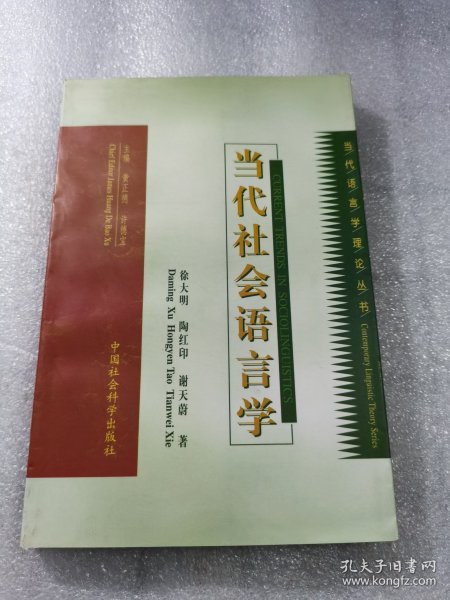 当代语言学理论丛书
Contemporary Linguistic Theory Series
当代社会语言学
CURRENT TRENDS IN SOCIOLINGUISTICS
徐大明 陶红印 谢天蔚 著
Daming Xu Hongyen Tao Tianwei Xie
主编 黄正德 许德宝
Chief Editor James Huang De Bao Xu
中国社会科学出版社
孔夫子旧书网
www.kongfz.com